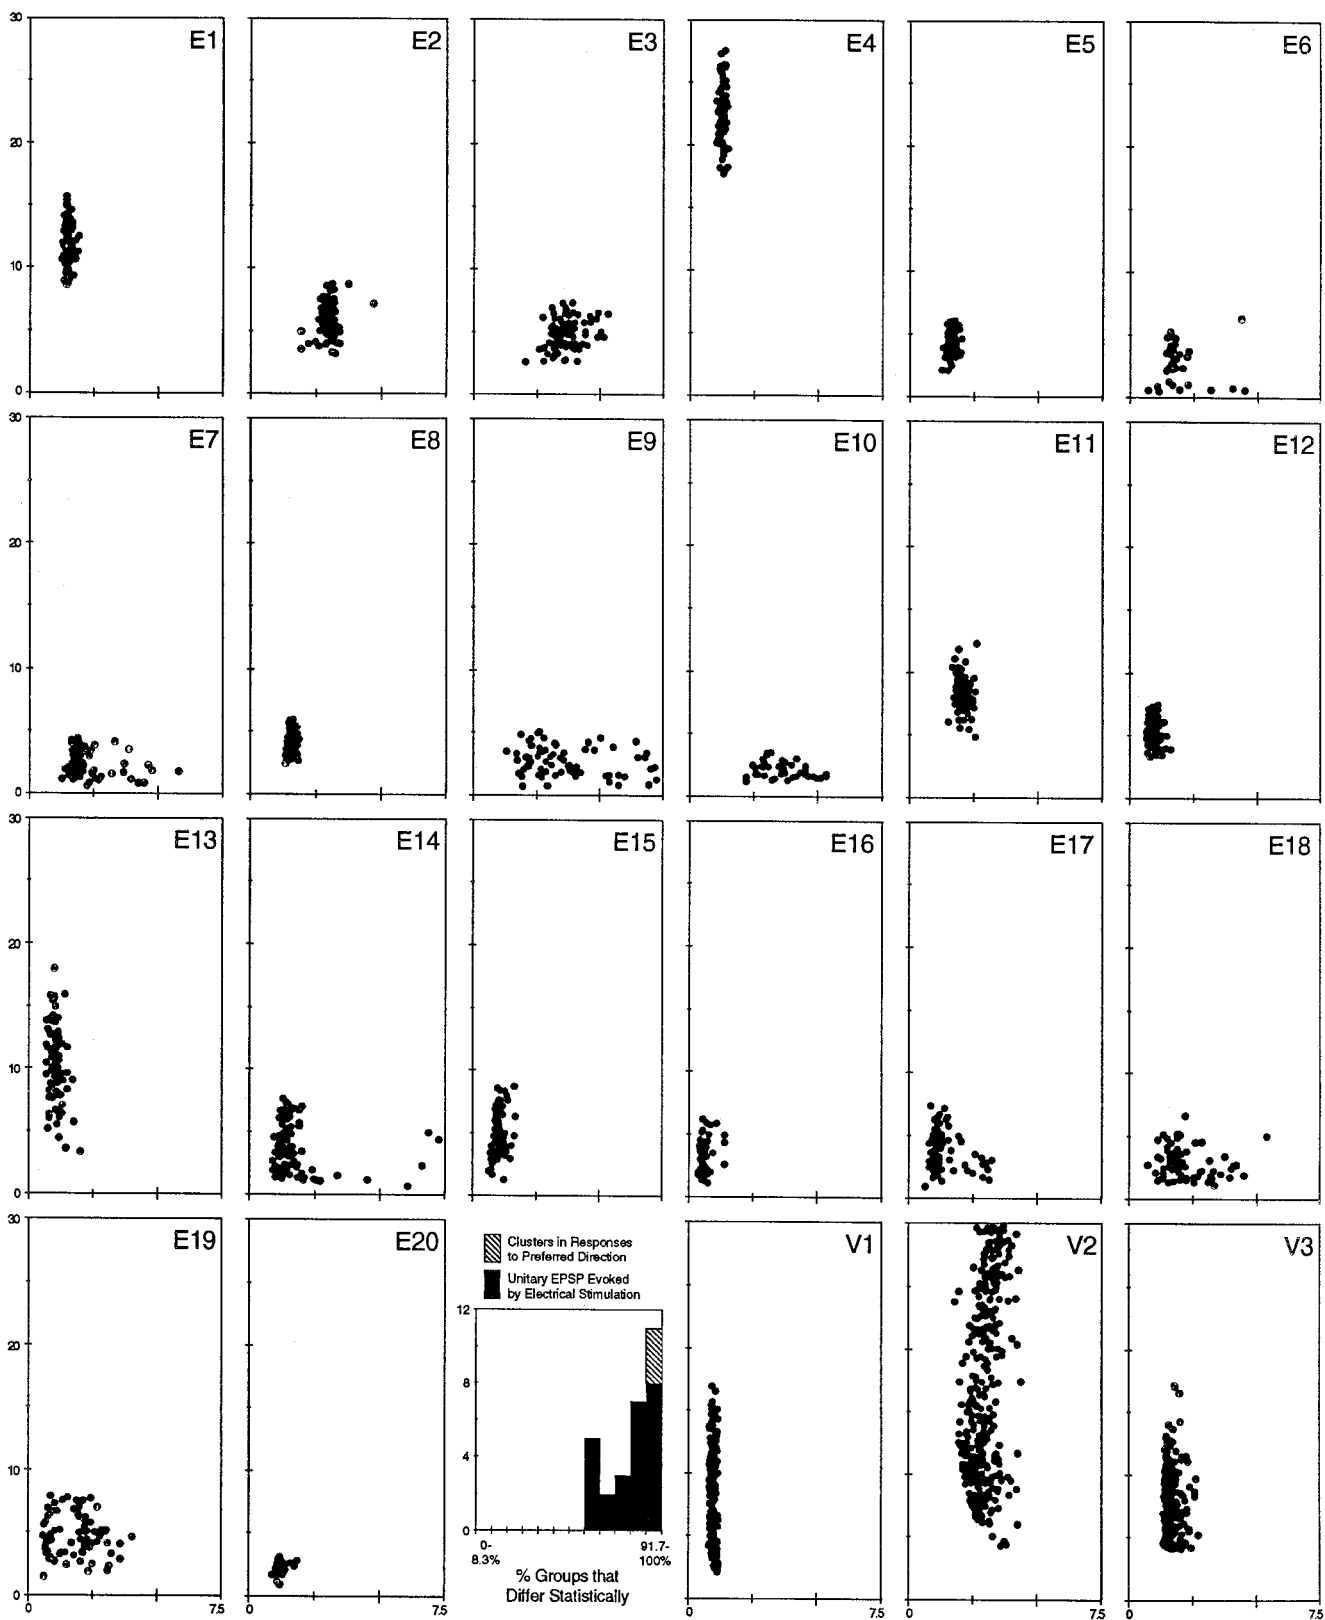 30 E1 E2 E3 E4 E5 E6
20
10
0
30 E7 E8 E9 E10 E11 E12
20
10
0
30 E13 E14 E15 E16 E17 E18
20
10
0
30 E19 E20 V1 V2 V3
Clusters in Responses
to Preferred Direction
Unitary EPSP Evoked
by Electrical Stimulation
20 12
8
10 4
0 0
0-
8.3%
91.7-
100%
% Groups that
Differ Statistically
0 7.5 0 7.5 0 7.5 0 7.5 0 7.5